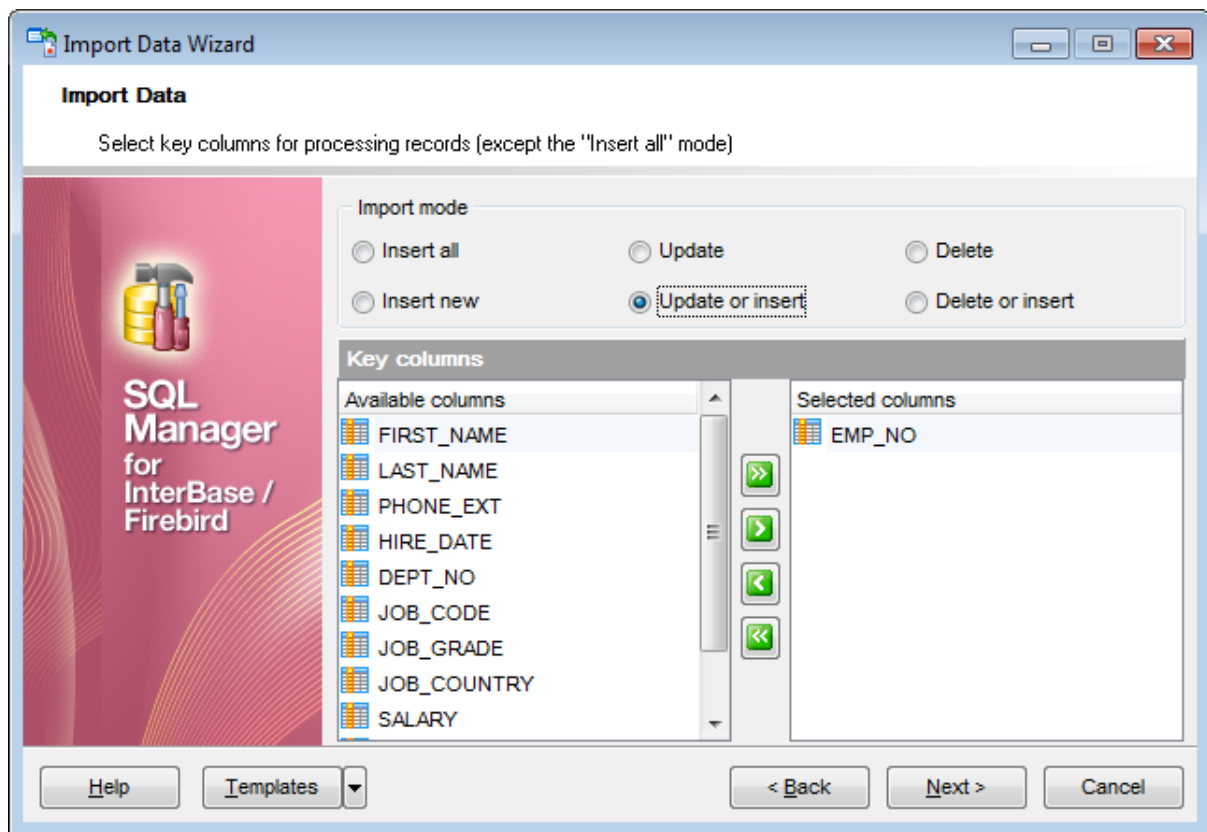 Import Data Wizard
Import Data
Select key columns for processing records (except the "Insert all" mode)
SQL
Manager
for
InterBase /
Firebird
Import mode
Insert all
Update
Delete
Insert new
Update or insert
Delete or insert
Key columns
Available columns
FIRST_NAME
LAST_NAME
PHONE_EXT
HIRE_DATE
DEPT_NO
JOB_CODE
JOB_GRADE
JOB_COUNTRY
SALARY
Selected columns
EMP_NO
Help
Templates
< Back
Next >
Cancel